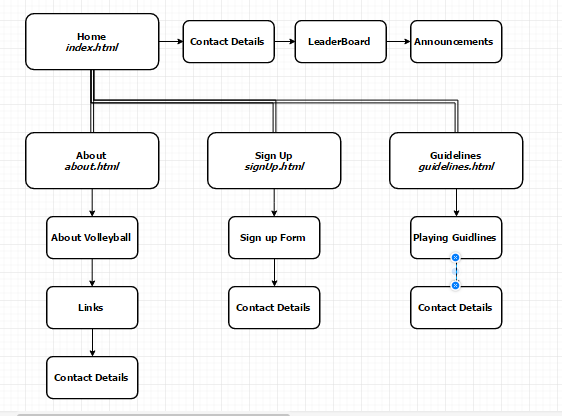 Home
index.html
Contact Details
LeaderBoard
Announcements
About
about.html
Sign Up
signUp.html
Guidelines
guidelines.html
About Volleyball
Sign up Form
Playing Guidlines
Links
Contact Details
Contact Details
Contact Details